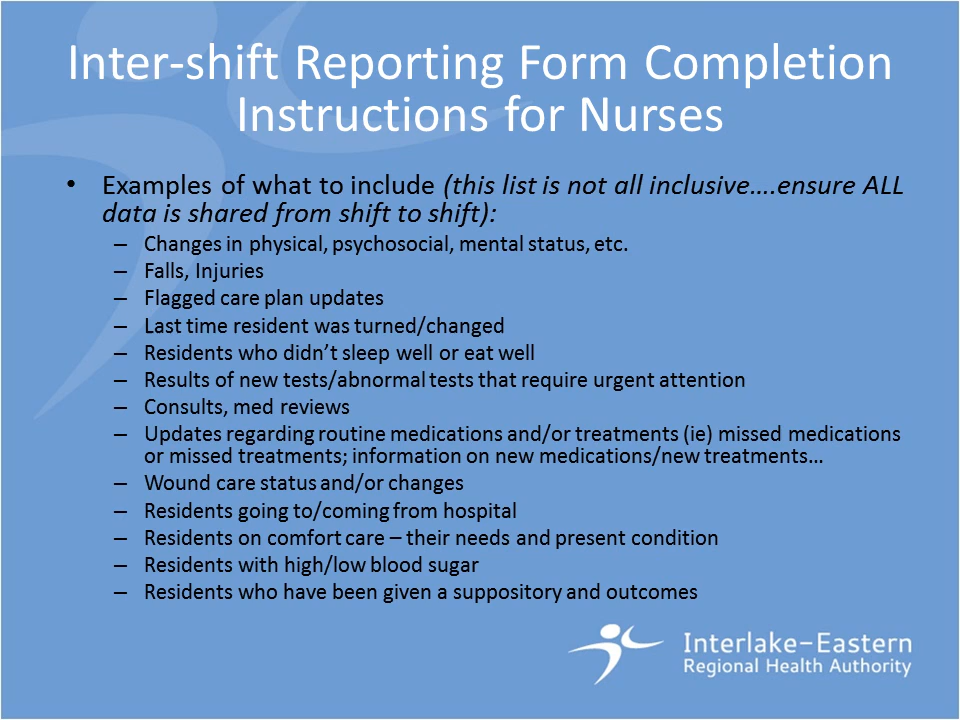 Inter-shift Reporting Form Completion
Instructions for Nurses
• Examples of what to include (this list is not all inclusive….ensure ALL
data is shared from shift to shift):
– Changes in physical, psychosocial, mental status, etc.
– Falls, Injuries
– Flagged care plan updates
– Last time resident was turned/changed
– Residents who didn’t sleep well or eat well
– Results of new tests/abnormal tests that require urgent attention
– Consults, med reviews
– Updates regarding routine medications and/or treatments (ie) missed medications
or missed treatments; information on new medications/new treatments…
– Wound care status and/or changes
– Residents going to/coming from hospital
– Residents on comfort care – their needs and present condition
– Residents with high/low blood sugar
– Residents who have been given a suppository and outcomes
Interlake–Eastern
Regional Health Authority